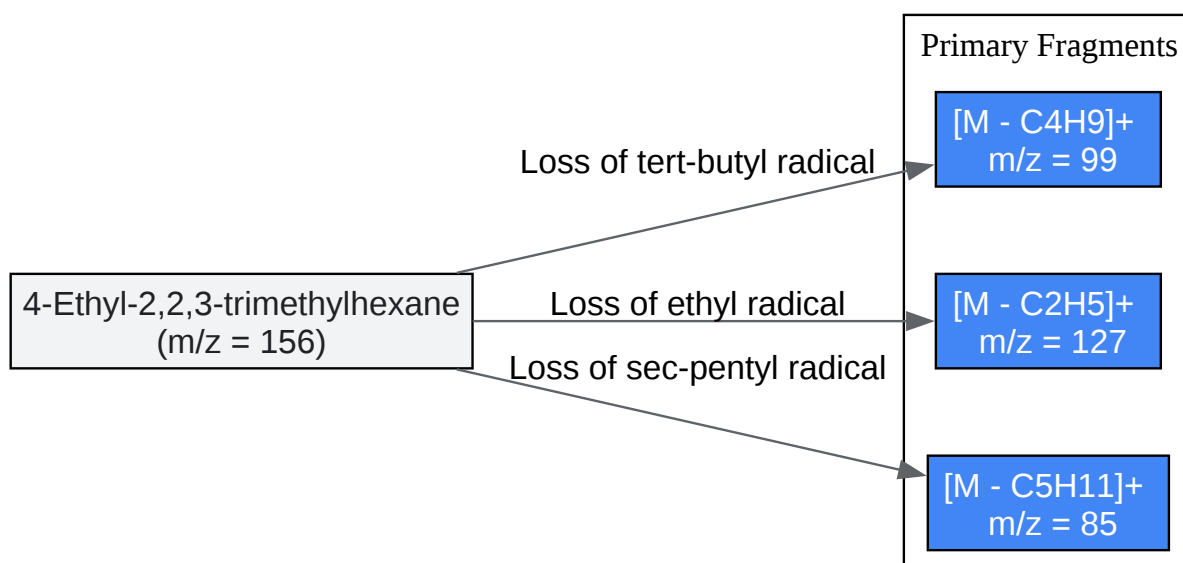 Primary Fragments
[M - C4H9]+
m/z = 99
Loss of tert-butyl radical
4-Ethyl-2,2,3-trimethylhexane
(m/z = 156)
Loss of ethyl radical
[M - C2H5]+
m/z = 127
Loss of sec-pentyl radical
[M - C5H11]+
m/z = 85